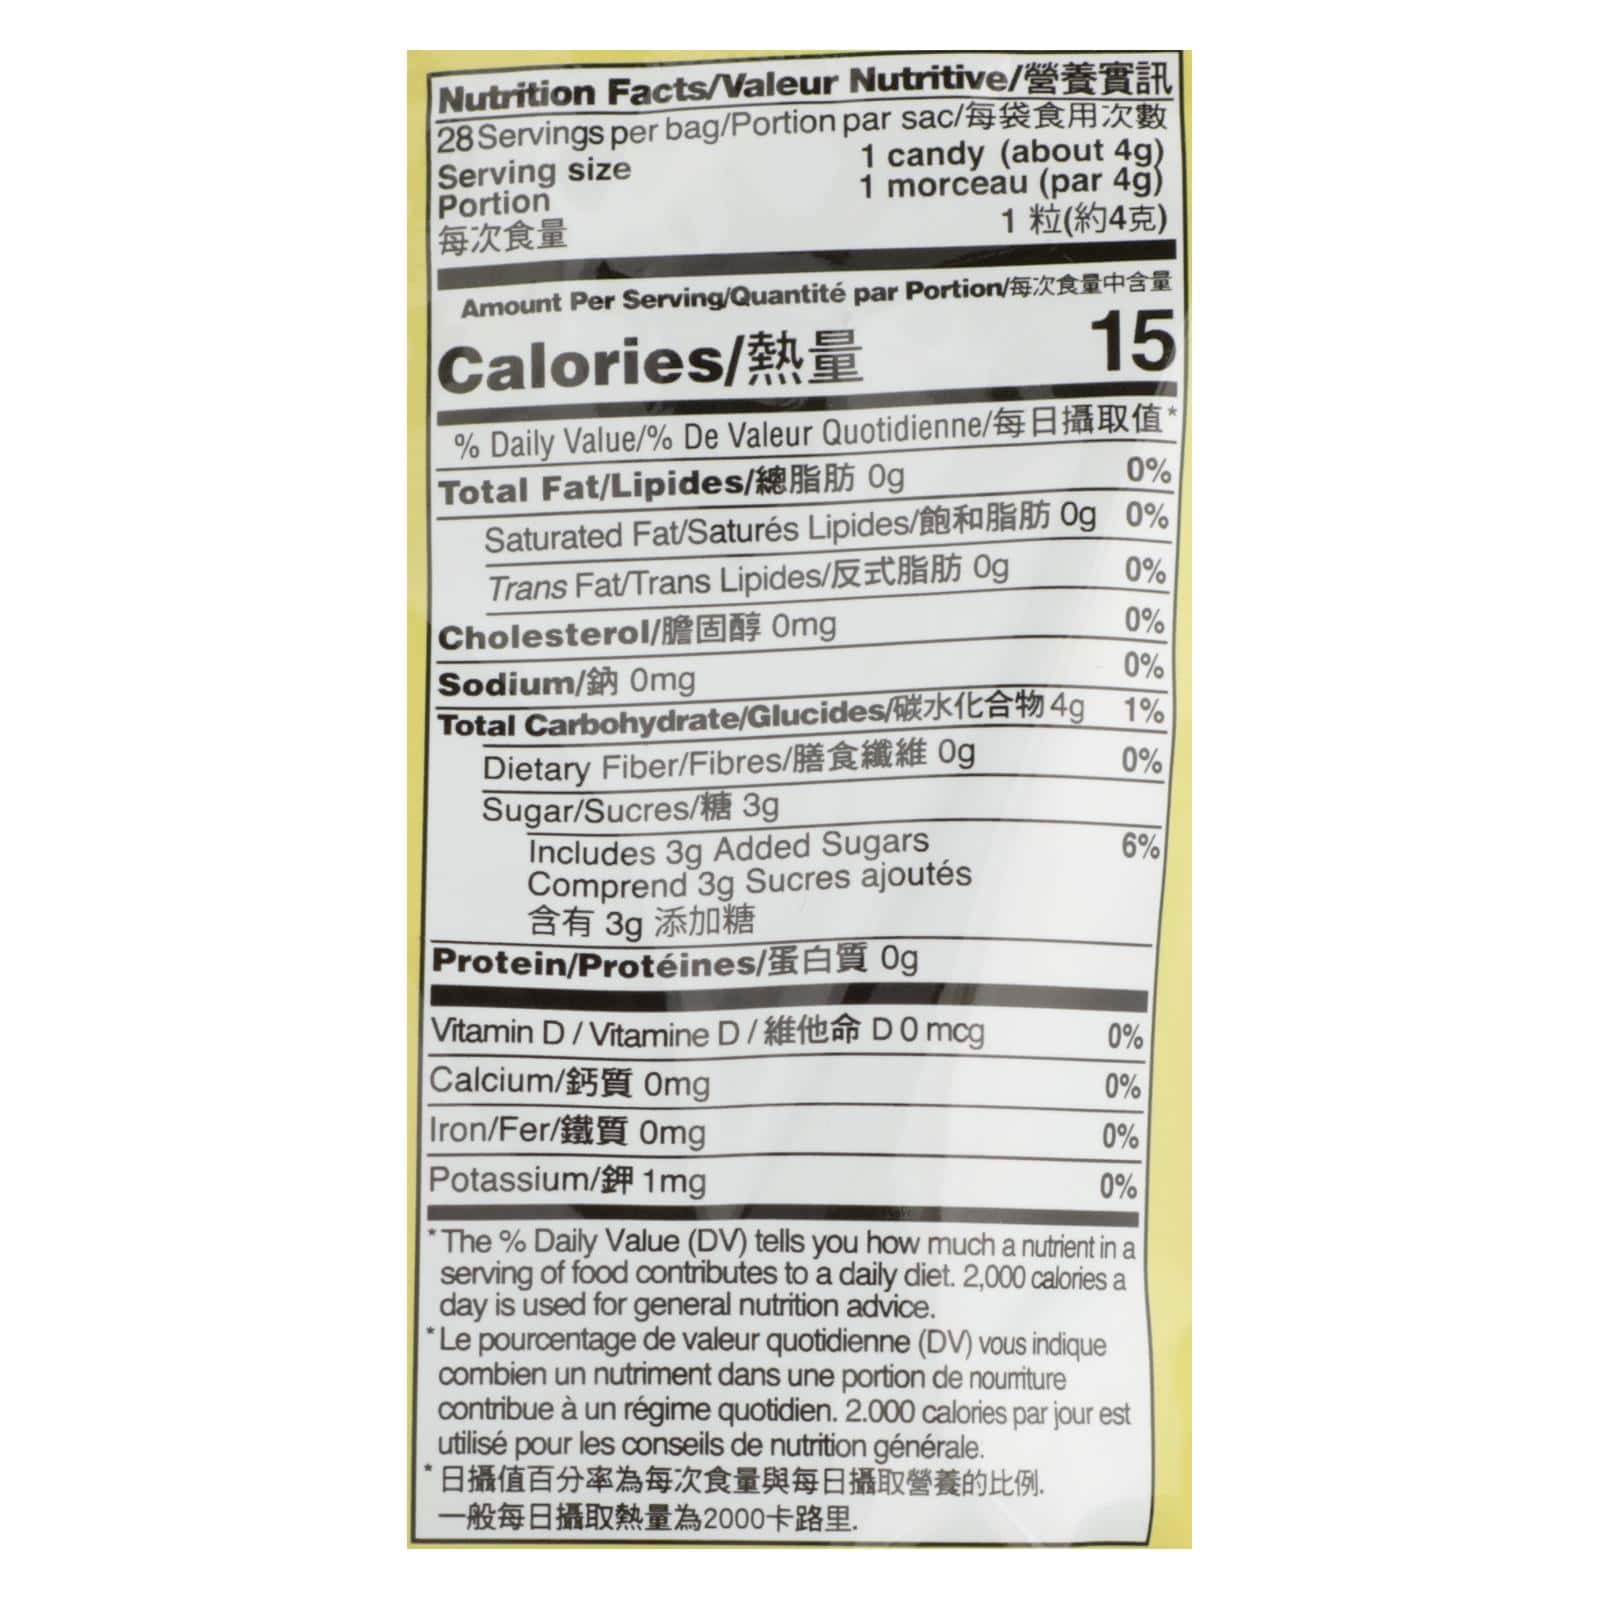 Nutrition Facts/Valeur Nutritive/營養實訊
28 Servings per bag/Portion par sac/每袋食用次數
Serving size 1 candy (about 4g)
Portion 1 morceau (par 4g)
每次食量 1 粒(約4克)
Amount Per Serving/Quantité par Portion/每次食量中含量
Calories/熱量 15
% Daily Value/% De Valeur Quotidienne/每日攝取值*
Total Fat/Lipides/總脂肪 0g 0%
Saturated Fat/Saturés Lipides/飽和脂肪 0g 0%
Trans Fat/Trans Lipides/反式脂肪 0g 0%
Cholesterol/膽固醇 0mg 0%
Sodium/鈉 0mg 0%
Total Carbohydrate/Glucides/碳水化合物 4g 1%
Dietary Fiber/Fibres/膳食纖維 0g 0%
Sugar/Sucres/糖 3g
Includes 3g Added Sugars 6%
Comprend 3g Sucres ajoutés
含有 3g 添加糖
Protein/Protéines/蛋白質 0g
Vitamin D / Vitamine D / 維他命 D 0 mcg 0%
Calcium/鈣質 0mg 0%
Iron/Fer/鐵質 0mg 0%
Potassium/鉀 1mg 0%
*The % Daily Value (DV) tells you how much a nutrient in a
serving of food contributes to a daily diet. 2,000 calories a
day is used for general nutrition advice.
*Le pourcentage de valeur quotidienne (DV) vous indique
combien un nutriment dans une portion de nourriture
contribue à un régime quotidien. 2.000 calories par jour est
utilisé pour les conseils de nutrition générale.
*日攝值百分率為每次食量與每日攝取營養的比例.
一般每日攝取熱量為2000卡路里.